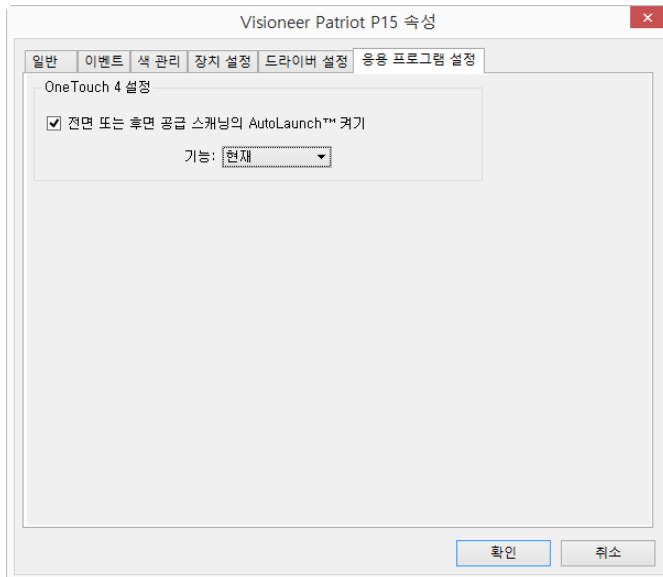 Visioneer Patriot P15 속성
일반 이벤트 색 관리 장치 설정 드라이버 설정 응용 프로그램 설정
OneTouch 4 설정
전면 또는 후면 공급 스캐닝의 AutoLaunch™ 켜기
기능: 현재
확인 취소